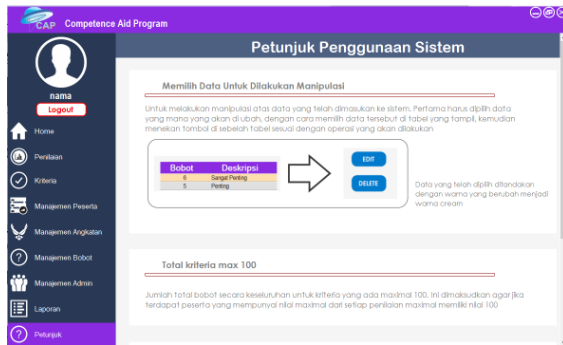 CAP Competence Aid Program
Petunjuk Penggunaan Sistem
nama
Logout
Home
Penilaian
Kriteria
Manajemen Peserta
Manajemen Angkatan
Manajemen Bobot
Manajemen Admin
Laporan
Petunjuk
Memilih Data Untuk Dilakukan Manipulasi
Untuk melakukan manipulasi atas data yang telah dimasukan ke sistem. Pertama harus dipilih data
yang mana yang akan di ubah, dengan cara memilih data tersebut di tabel yang tampil, kemudian
menekan tombol di sebelah tabel sesuai dengan operasi yang akan dilakukan
Bobot Deskripsi
6 Sangat Penting
5 Penting
EDIT
DELETE
Data yang telah dipilih ditandakan
dengan warna yang berubah menjadi
warna cream
Total kriteria max 100
Jumlah total bobot secara keseluruhan untuk kriteria yang ada maximal 100. Ini dimaksudkan agar jika
terdapat peserta yang mempunyai nilai maximal dari setiap penilaian maximal memiliki nilai 100